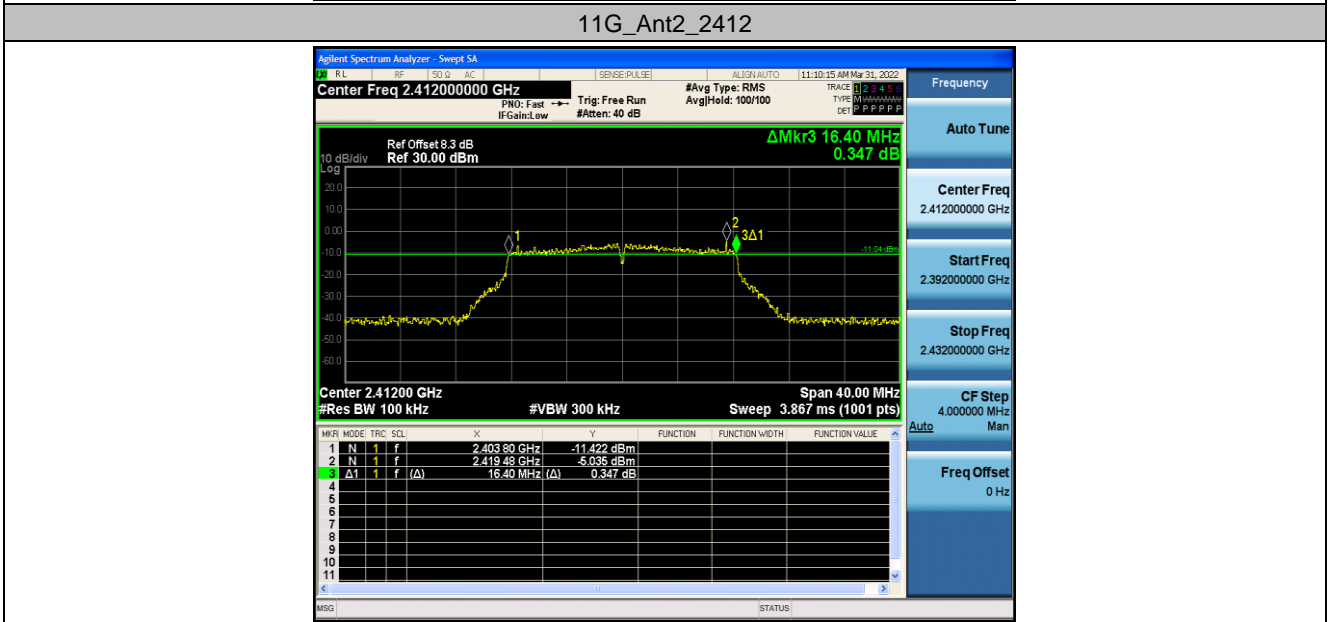 11G_Ant2_2412
Agilent Spectrum Analyzer - Swept SA
RL RF 50 Ω AC SENSE:PULSE ALIGN AUTO 11:10:15 AM Mar 31, 2022
Center Freq 2.412000000 GHz
#Avg Type: RMS
TRACE 1 2 3 4 5 6
PNO: Fast
Trig: Free Run
Avg|Hold: 100/100
TYPE M
IFGain:Low
#Atten: 40 dB
DET P P P P P P
ΔMkr3 16.40 MHz
0.347 dB
Ref Offset 8.3 dB
10 dB/div Ref 30.00 dBm
Log
20.0
10.0
0.00
-10.0
-20.0
-30.0
-40.0
-50.0
-60.0
1
2
3Δ1
-11.04 dBm
Center 2.41200 GHz Span 40.00 MHz
#Res BW 100 kHz #VBW 300 kHz Sweep 3.867 ms (1001 pts)
MKR MODE TRC SCL X Y FUNCTION FUNCTION WIDTH FUNCTION VALUE
1 N 1 f 2.403 80 GHz -11.422 dBm
2 N 1 f 2.419 48 GHz -5.035 dBm
3 Δ1 1 f (Δ) 16.40 MHz (Δ) 0.347 dB
4
5
6
7
8
9
10
11
MSG STATUS
Frequency
Auto Tune
Center Freq
2.412000000 GHz
Start Freq
2.392000000 GHz
Stop Freq
2.432000000 GHz
CF Step
4.000000 MHz
Auto Man
Freq Offset
0 Hz